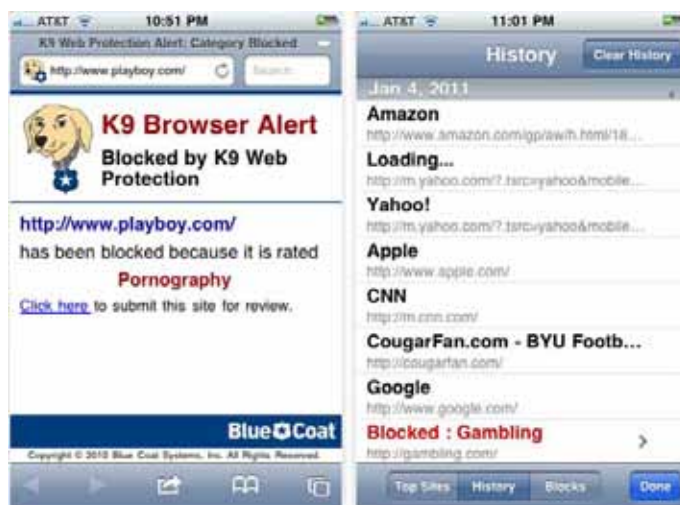 AT&T 10:51 PM
K9 Web Protection Alert: Category Blocked
http://www.playboy.com/ Search
K9 Browser Alert
Blocked by K9 Web
Protection
http://www.playboy.com/
has been blocked because it is rated
Pornography
Click here to submit this site for review.
Blue Coat
Copyright © 2010 Blue Coat Systems, Inc. All Rights Reserved.
AT&T 11:01 PM
History Clear History
Jan 4, 2011
Amazon
http://www.amazon.com/gp/aw/h.html/18...
Loading...
http://m.yahoo.com/?.tsrc=yahoo&mobile...
Yahoo!
http://m.yahoo.com/?.tsrc=yahoo&mobile...
Apple
http://www.apple.com/
CNN
http://m.cnn.com/
CougarFan.com - BYU Footb...
http://cougarfan.com/
Google
http://www.google.com/
Blocked : Gambling
http://gambling.com/
Top Sites History Blocks Done